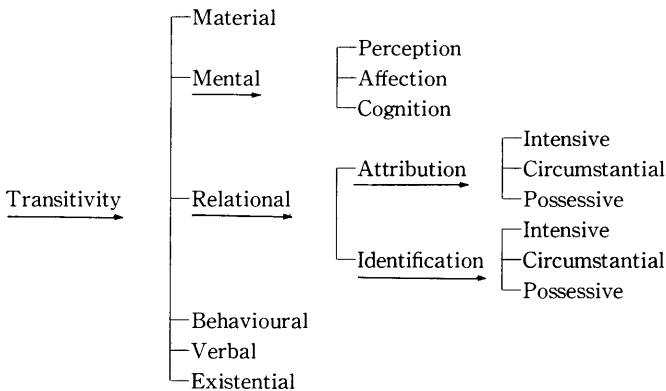 Material
Mental
Perception
Affection
Cognition
Transitivity
Relational
Attribution
Intensive
Circumstantial
Possessive
Identification
Intensive
Circumstantial
Possessive
Behavioural
Verbal
Existential